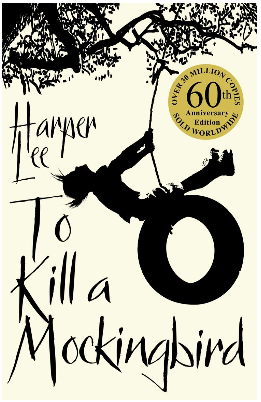 OVER 30 MILLION COPIES
60th
Anniversary
Edition
SOLD WORLDWIDE
Harper
Lee
To
Kill a
Mockingbird